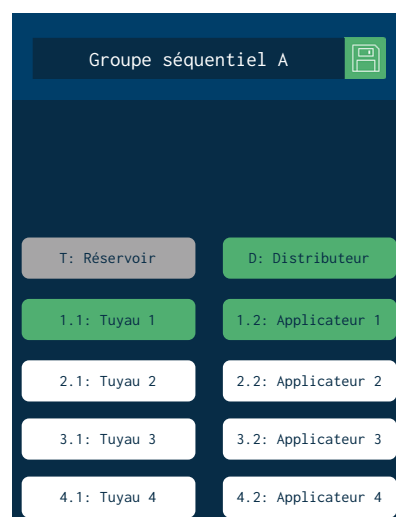 Groupe séquentiel A
T: Réservoir
D: Distributeur
1.1: Tuyau 1
1.2: Applicateur 1
2.1: Tuyau 2
2.2: Applicateur 2
3.1: Tuyau 3
3.2: Applicateur 3
4.1: Tuyau 4
4.2: Applicateur 4